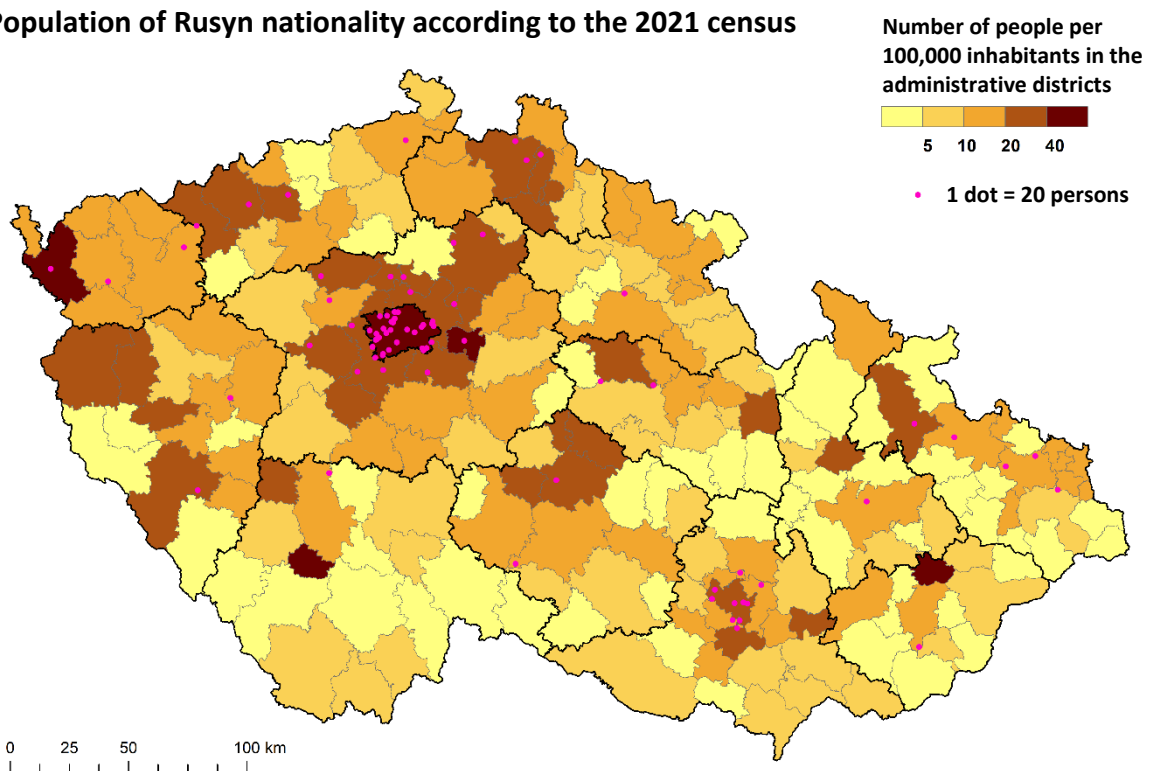 opulation of Rusyn nationality according to the 2021 census
Number of people per
100,000 inhabitants in the
administrative districts
5 10 20 40
1 dot = 20 persons
0 25 50 100 km